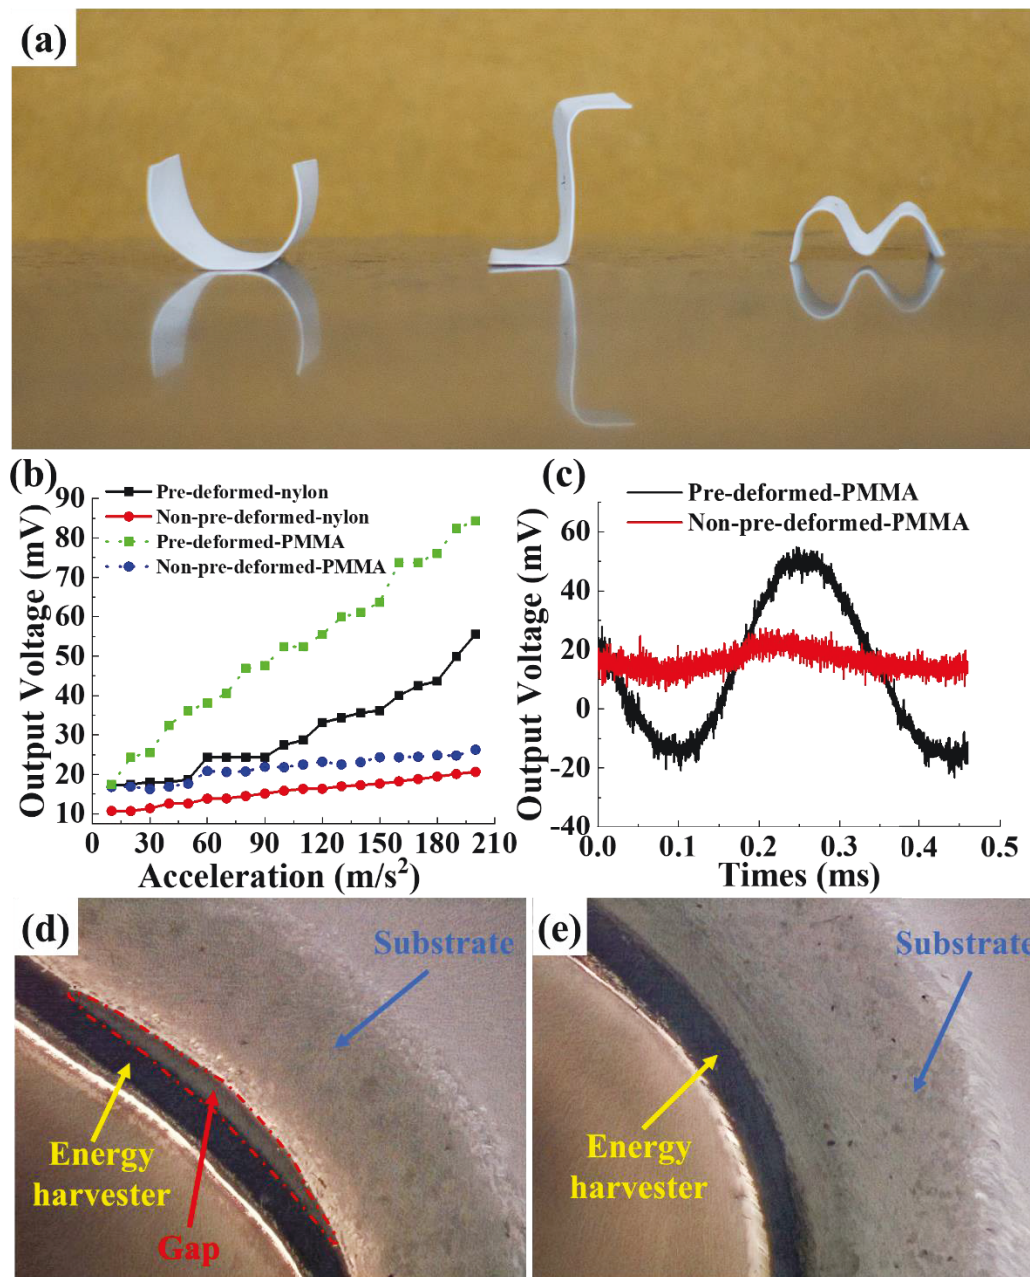 (a)
(b)
90
80
70
60
50
40
30
20
10
0
30
60
90
120
150
180
210
Output Voltage (mV)
Acceleration (m/s²)
Pre-deformed-nylon
Non-pre-deformed-nylon
Pre-deformed-PMMA
Non-pre-deformed-PMMA
(c)
Pre-deformed-PMMA
Non-pre-deformed-PMMA
60
40
20
0
-20
-40
0.0
0.1
0.2
0.3
0.4
0.5
Output Voltage (mV)
Times (ms)
(d)
Substrate
Energy
harvester
Gap
(e)
Substrate
Energy
harvester